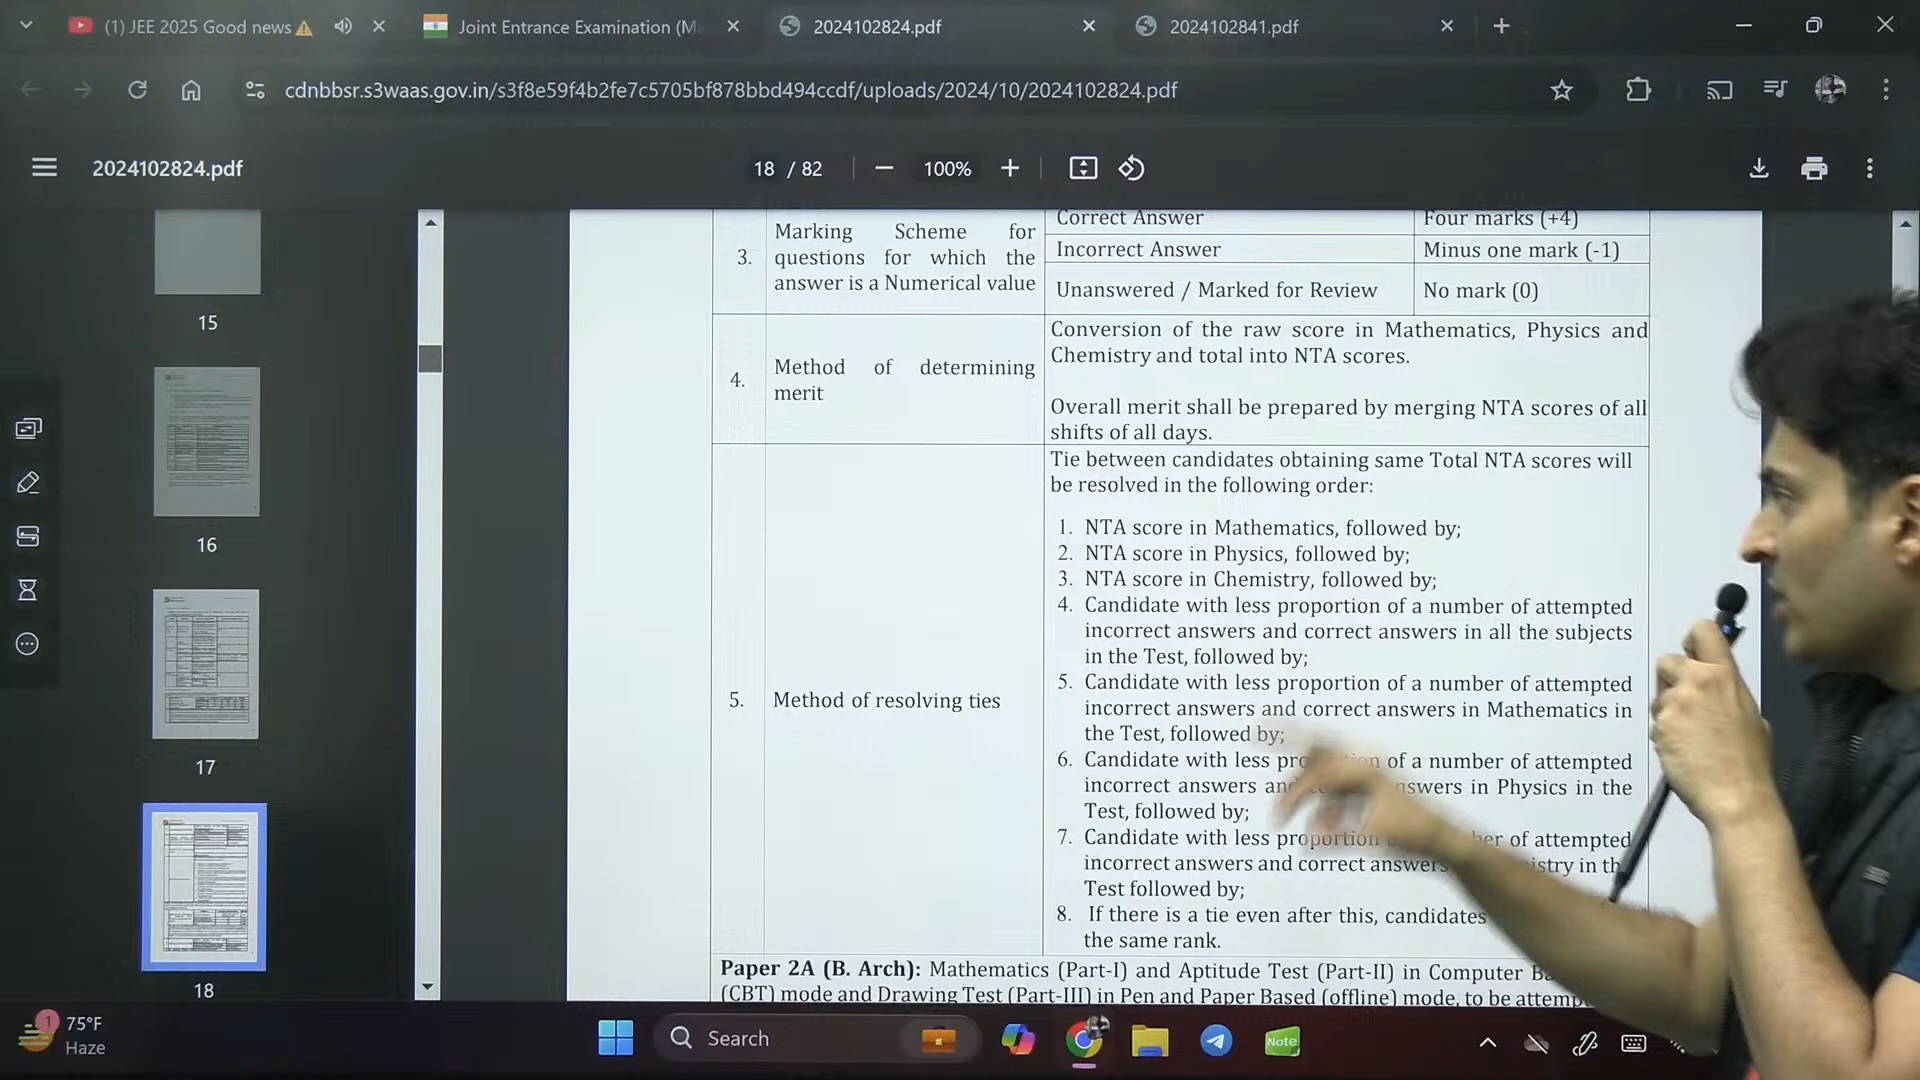 (1) JEE 2025 Good news
Joint Entrance Examination (M
2024102824.pdf
2024102841.pdf
cdnbbsr.s3waas.gov.in/s3f8e59f4b2fe7c5705bf878bbd494ccdf/uploads/2024/10/2024102824.pdf
2024102824.pdf
18 / 82
100%
15
16
17
18
3.
Marking Scheme for
questions for which the
answer is a Numerical value
Correct Answer
Four marks (+4)
Incorrect Answer
Minus one mark (-1)
Unanswered / Marked for Review
No mark (0)
4.
Method of determining
merit
Conversion of the raw score in Mathematics, Physics and
Chemistry and total into NTA scores.
Overall merit shall be prepared by merging NTA scores of all
shifts of all days.
5.
Method of resolving ties
Tie between candidates obtaining same Total NTA scores will
be resolved in the following order:
1. NTA score in Mathematics, followed by;
2. NTA score in Physics, followed by;
3. NTA score in Chemistry, followed by;
4. Candidate with less proportion of a number of attempted
incorrect answers and correct answers in all the subjects
in the Test, followed by;
5. Candidate with less proportion of a number of attempted
incorrect answers and correct answers in Mathematics in
the Test, followed by;
6. Candidate with less of a number of attempted
incorrect answers answers in Physics in the
Test, followed by;
7. Candidate with less proportion attempted
incorrect answers and correct answers in
Test followed by;
8. If there is a tie even after this, candidates
the same rank.
Paper 2A (B. Arch): Mathematics (Part-I) and Aptitude Test (Part-II) in Computer
(CBT) mode and Drawing Test (Part-III) in Pen and Paper Based (offline) mode, to be
1
75°F
Haze
Search
Note